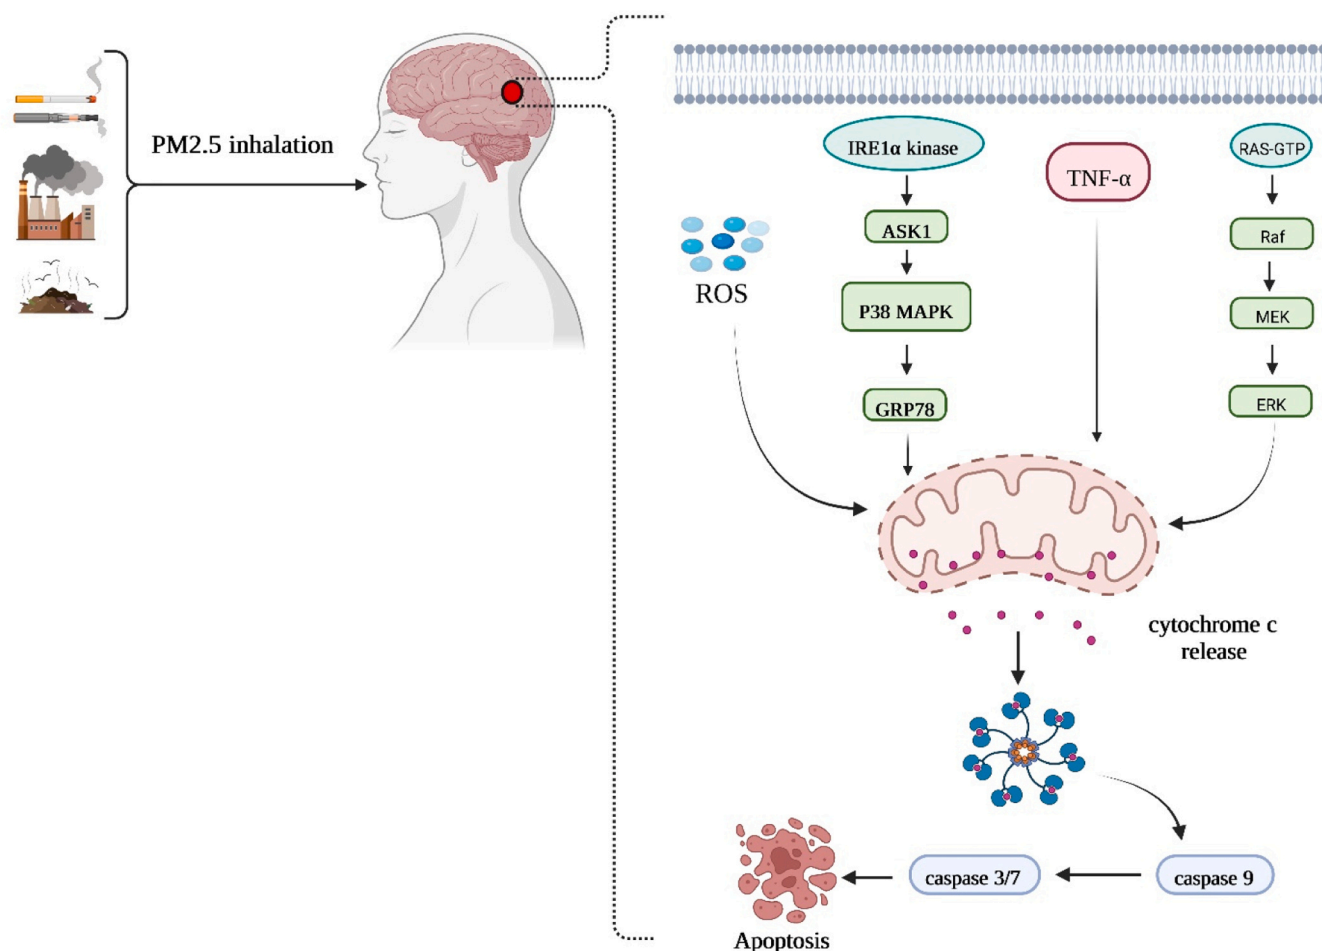 PM2.5 inhalation
IRE1α kinase
TNF-α
RAS-GTP
ASK1
Raf
ROS
P38 MAPK
MEK
GRP78
ERK
cytochrome c
release
caspase 3/7
caspase 9
Apoptosis